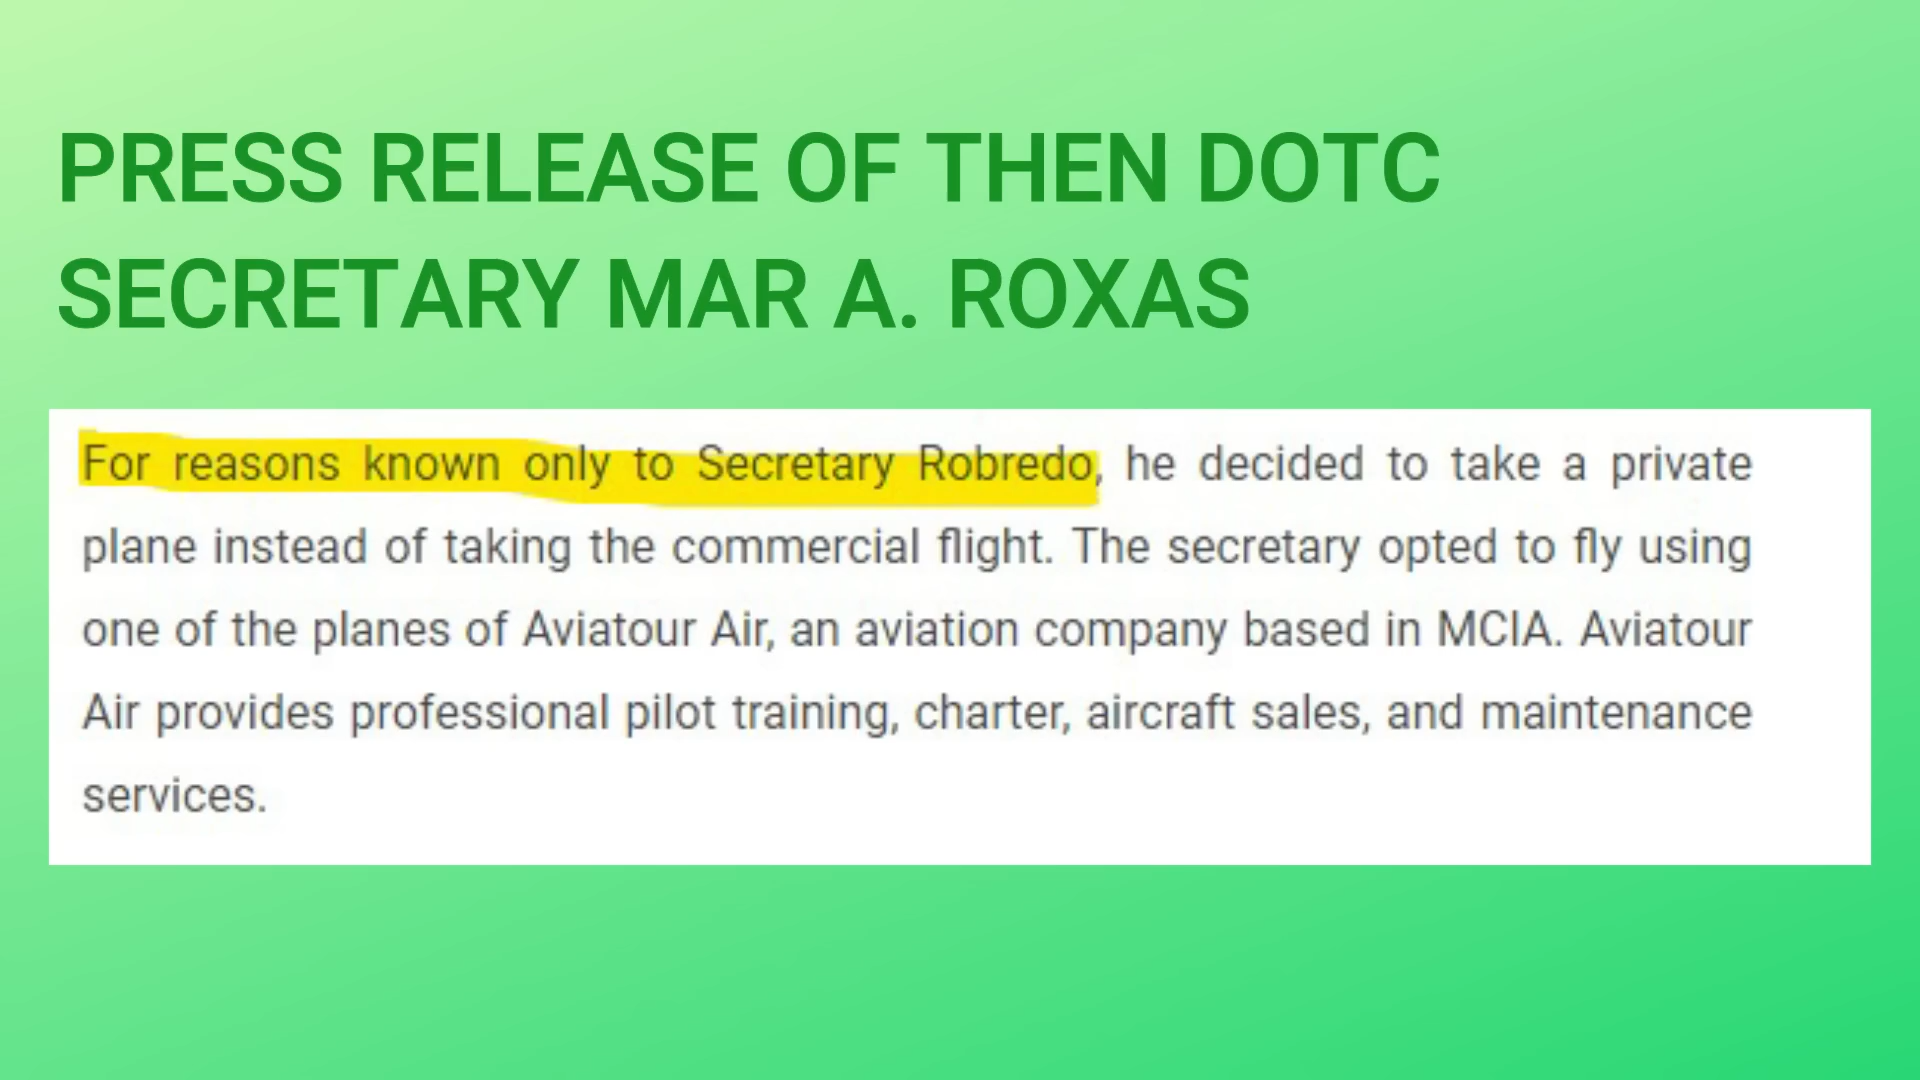 PRESS RELEASE OF THEN DOTC
SECRETARY MAR A. ROXAS
For reasons known only to Secretary Robredo, he decided to take a private
plane instead of taking the commercial flight. The secretary opted to fly using
one of the planes of Aviatour Air, an aviation company based in MCIA. Aviatour
Air provides professional pilot training, charter, aircraft sales, and maintenance
services.